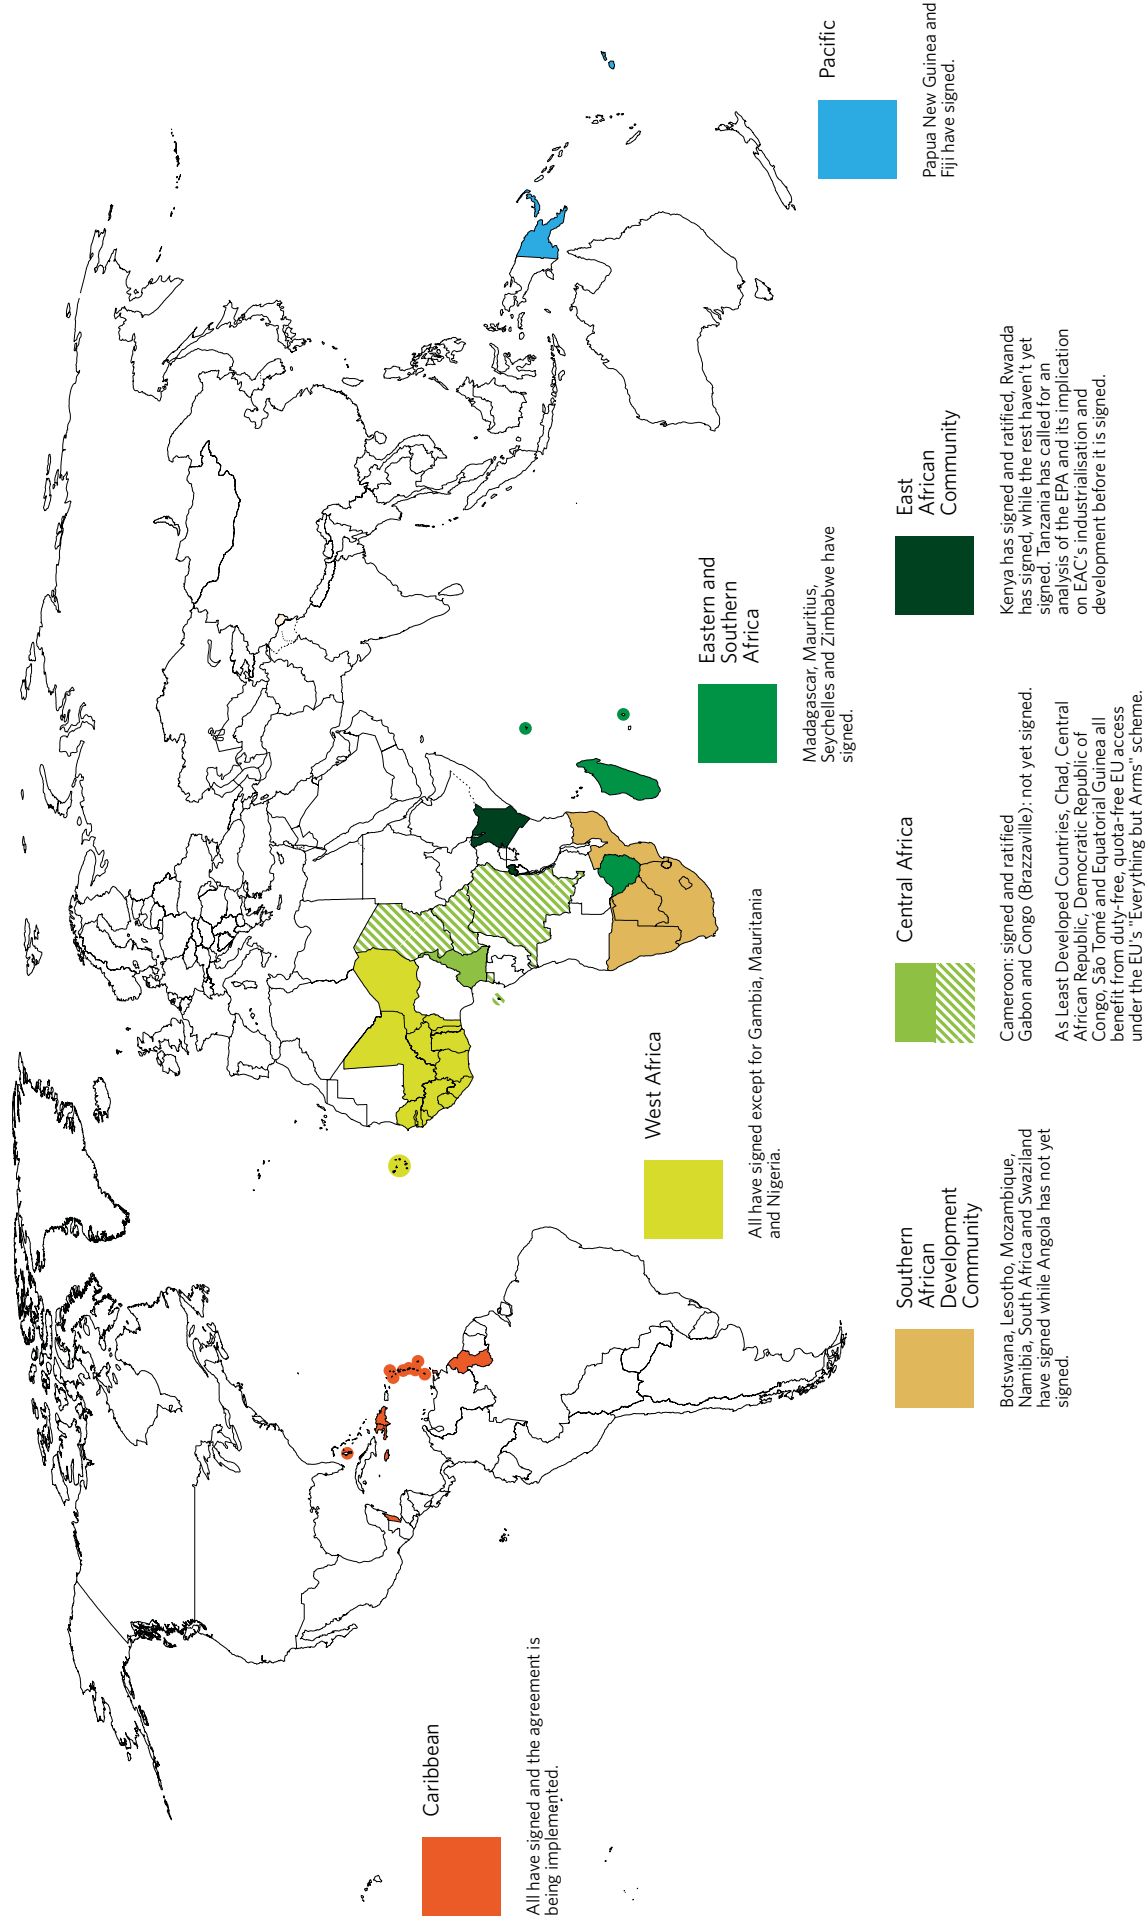 Caribbean
All have signed and the agreement is
being implemented.
West Africa
All have signed except for Gambia, Mauritania
and Nigeria.
Eastern and
Southern
Africa
Madagascar, Mauritius,
Seychelles and Zimbabwe have
signed.
Pacific
Papua New Guinea and
Fiji have signed.
Southern
African
Development
Community
Botswana, Lesotho, Mozambique,
Namibia, South Africa and Swaziland
have signed while Angola has not yet
signed.
Central Africa
Cameroon: signed and ratified
Gabon and Congo (Brazzaville): not yet signed.
As Least Developed Countries, Chad, Central
African Republic, Democratic Republic of
Congo, São Tomé and Equatorial Guinea all
benefit from duty-free, quota-free EU access
under the EU's "Everything but Arms" scheme.
East
African
Community
Kenya has signed and ratified, Rwanda
has signed, while the rest haven't yet
signed. Tanzania has called for an
analysis of the EPA and its implication
on EAC's industrialisation and
development before it is signed.